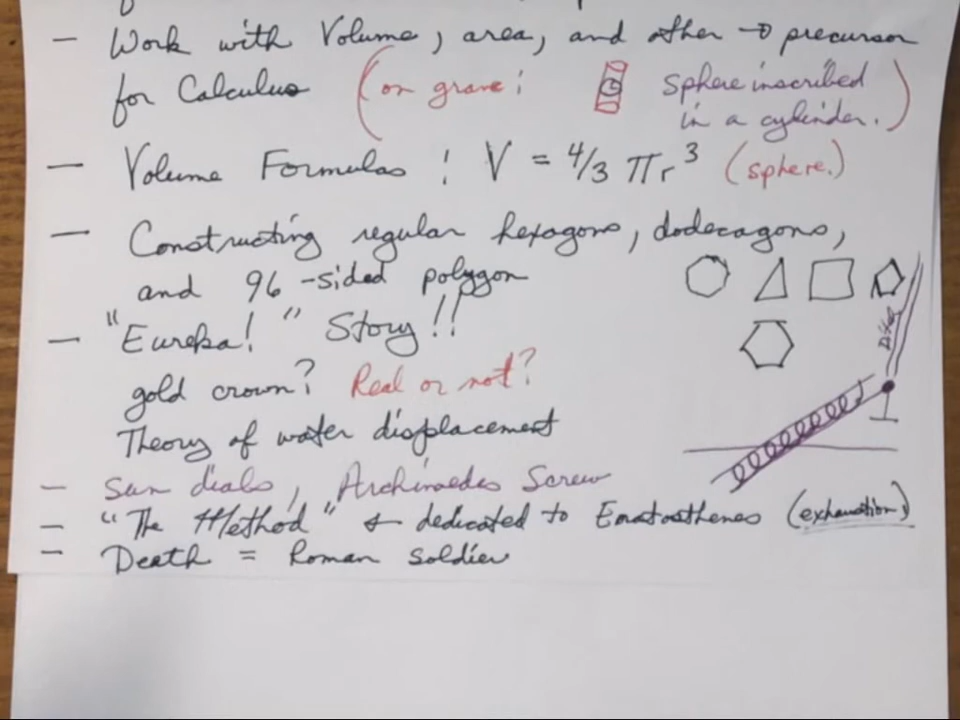 - Work with Volume, area, and other → precursor
for Calculus (on grave: sphere inscribed
in a cylinder.)
- Volume Formulas : V = 4/3 πr³ (sphere.)
- Constructing regular hexagons, dodecagons,
and 96-sided polygon
- "Eureka!" Story!!
gold crown? Real or not?
Theory of water displacement
- Sun dials, Archimedes Screw
- "The Method" & dedicated to Eratosthenes (exhaustion)
- Death = Roman soldier